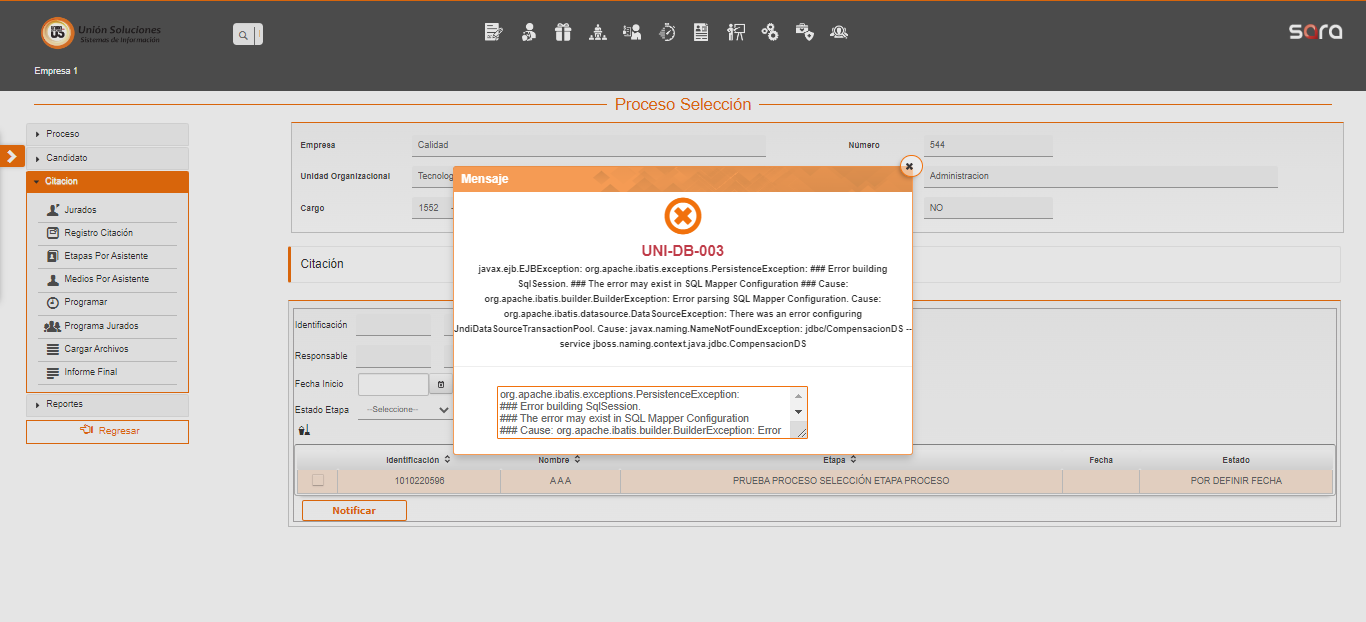 Unión Soluciones
Sistemas de Información
sora
Empresa 1
Proceso Selección
Proceso
Candidato
Citacion
Jurados
Registro Citación
Etapas Por Asistente
Medios Por Asistente
Programar
Programa Jurados
Cargar Archivos
Informe Final
Reportes
Regresar
Empresa Calidad Número 544
Unidad Organizacional Tecnolog Administracion
Cargo 1552 - NO
Citación
Identificación
Responsable
Fecha Inicio
Estado Etapa --Seleccione--
Mensaje
UNI-DB-003
javax.ejb.EJBException: org.apache.ibatis.exceptions.PersistenceException: ### Error building
SqlSession. ### The error may exist in SQL Mapper Configuration ### Cause:
org.apache.ibatis.builder.BuilderException: Error parsing SQL Mapper Configuration. Cause:
org.apache.ibatis.datasource.DataSourceException: There was an error configuring
JndiDataSourceTransactionPool. Cause: javax.naming.NameNotFoundException: jdbc/CompensacionDS --
service jboss.naming.context.java.jdbc.CompensacionDS
org.apache.ibatis.exceptions.PersistenceException:
### Error building SqlSession.
### The error may exist in SQL Mapper Configuration
### Cause: org.apache.ibatis.builder.BuilderException: Error
Identificación Nombre Etapa Fecha Estado
1010220596 A A A PRUEBA PROCESO SELECCIÓN ETAPA PROCESO POR DEFINIR FECHA
Notificar